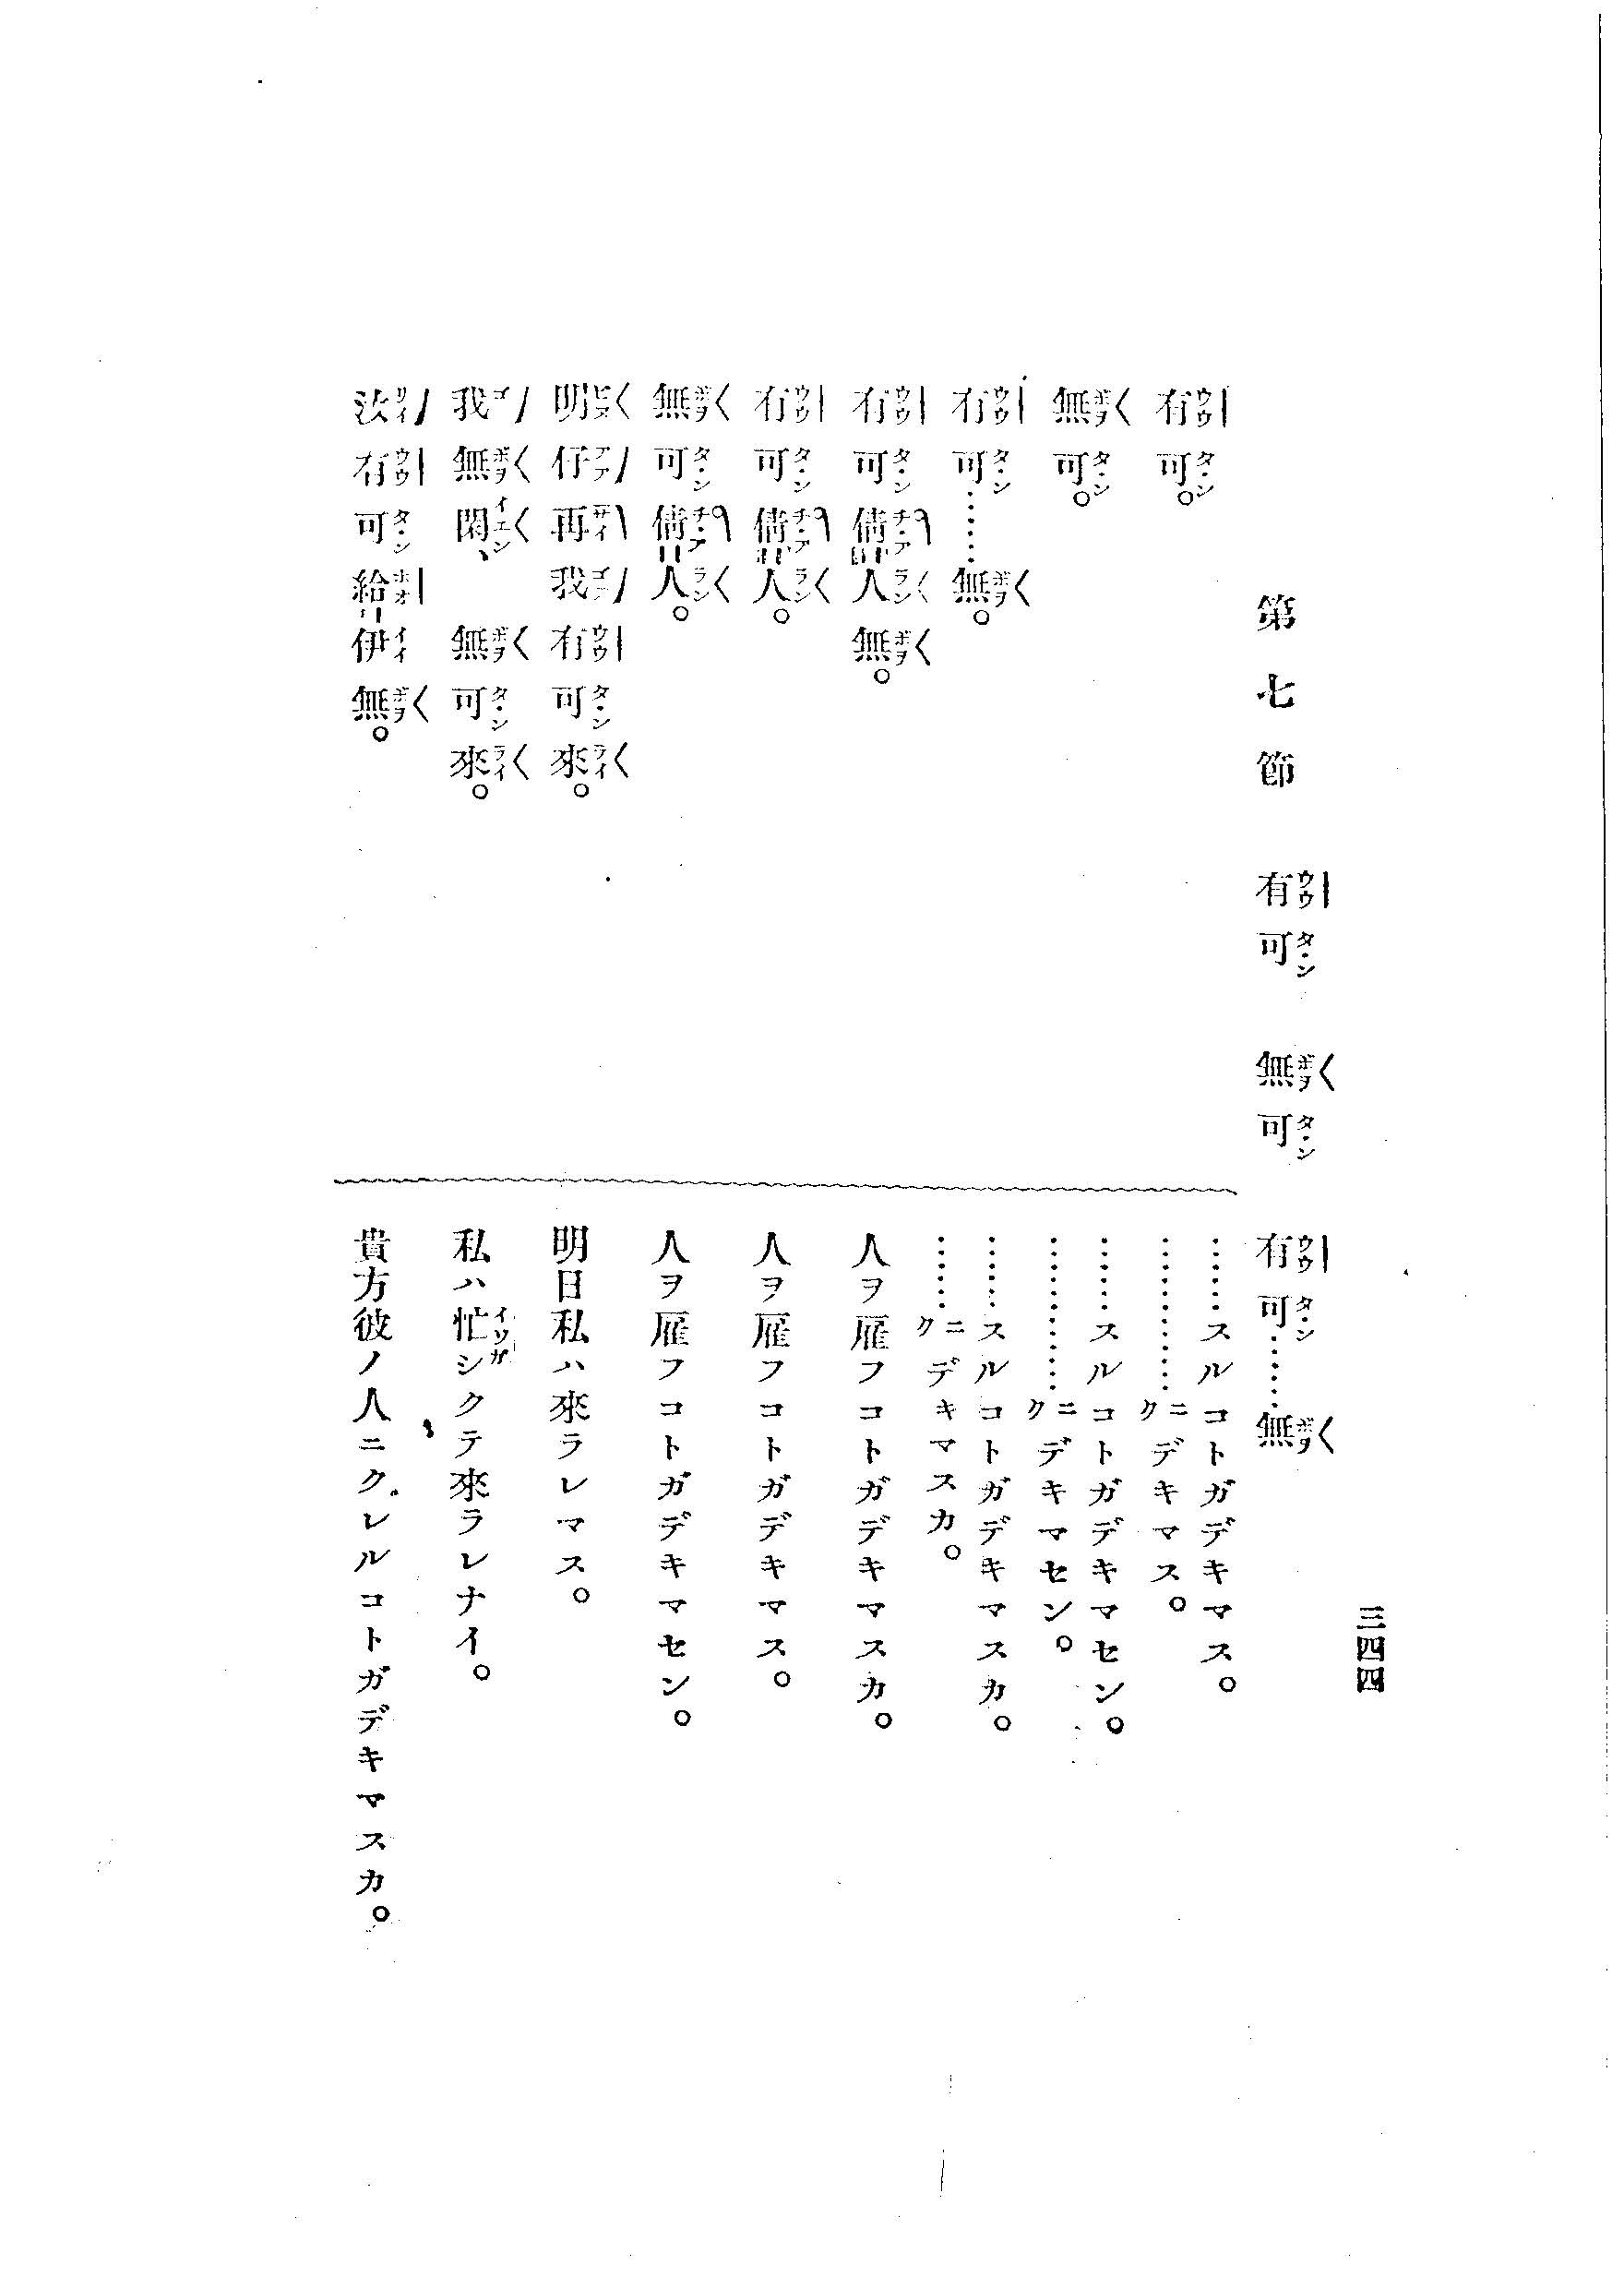 三四四
第七節 有可 無可 有可……無
有可。
無可。
有可……無。
有可倩人無。
有可倩人。
無可倩人。
明仔再我有可來。
我無閑、無可來。
汝有可給伊無。
……スルコトガデキマス。
…………ニクデキマス。
……スルコトガデキマセン。
…………ニクデキマセン。
……スルコトガデキマスカ。
……ニクデキマスカ。
人ヲ雇フコトガデキマスカ。
人ヲ雇フコトガデキマス。
人ヲ雇フコトガデキマセン。
明日私ハ來ラレマス。
私ハ忙シクテ來ラレナイ。
貴方彼ノ人ニクレルコトガデキマスカ。